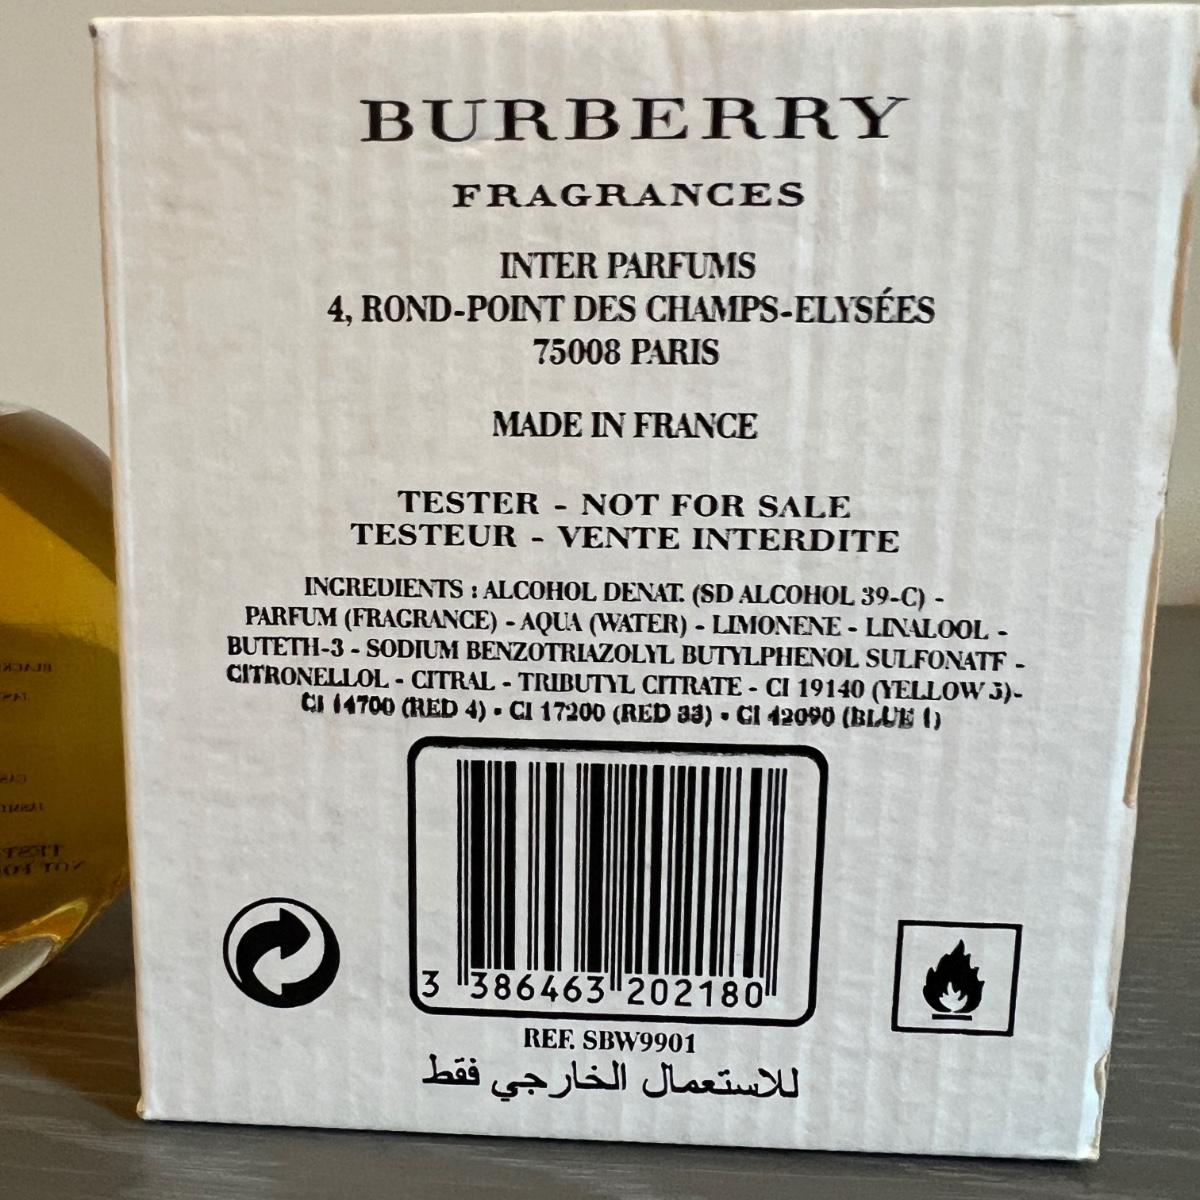 BURBERRY
FRAGRANCES
INTER PARFUMS
4, ROND-POINT DES CHAMPS-ELYSÉES
75008 PARIS
MADE IN FRANCE
TESTER - NOT FOR SALE
TESTEUR - VENTE INTERDITE
INGREDIENTS : ALCOHOL DENAT. (SD ALCOHOL 39-C) -
PARFUM (FRAGRANCE) - AQUA (WATER) - LIMONENE - LINALOOL -
BUTETH-3 - SODIUM BENZOTRIAZOLYL BUTYLPHENOL SULFONATE -
CITRONELLOL - CITRAL - TRIBUTYL CITRATE - CI 19140 (YELLOW 5)-
CI 14700 (RED 4) - CI 17200 (RED 33) - CI 42090 (BLUE 1)
3 386463 202180
REF. SBW9901
للاستعمال الخارجي فقط